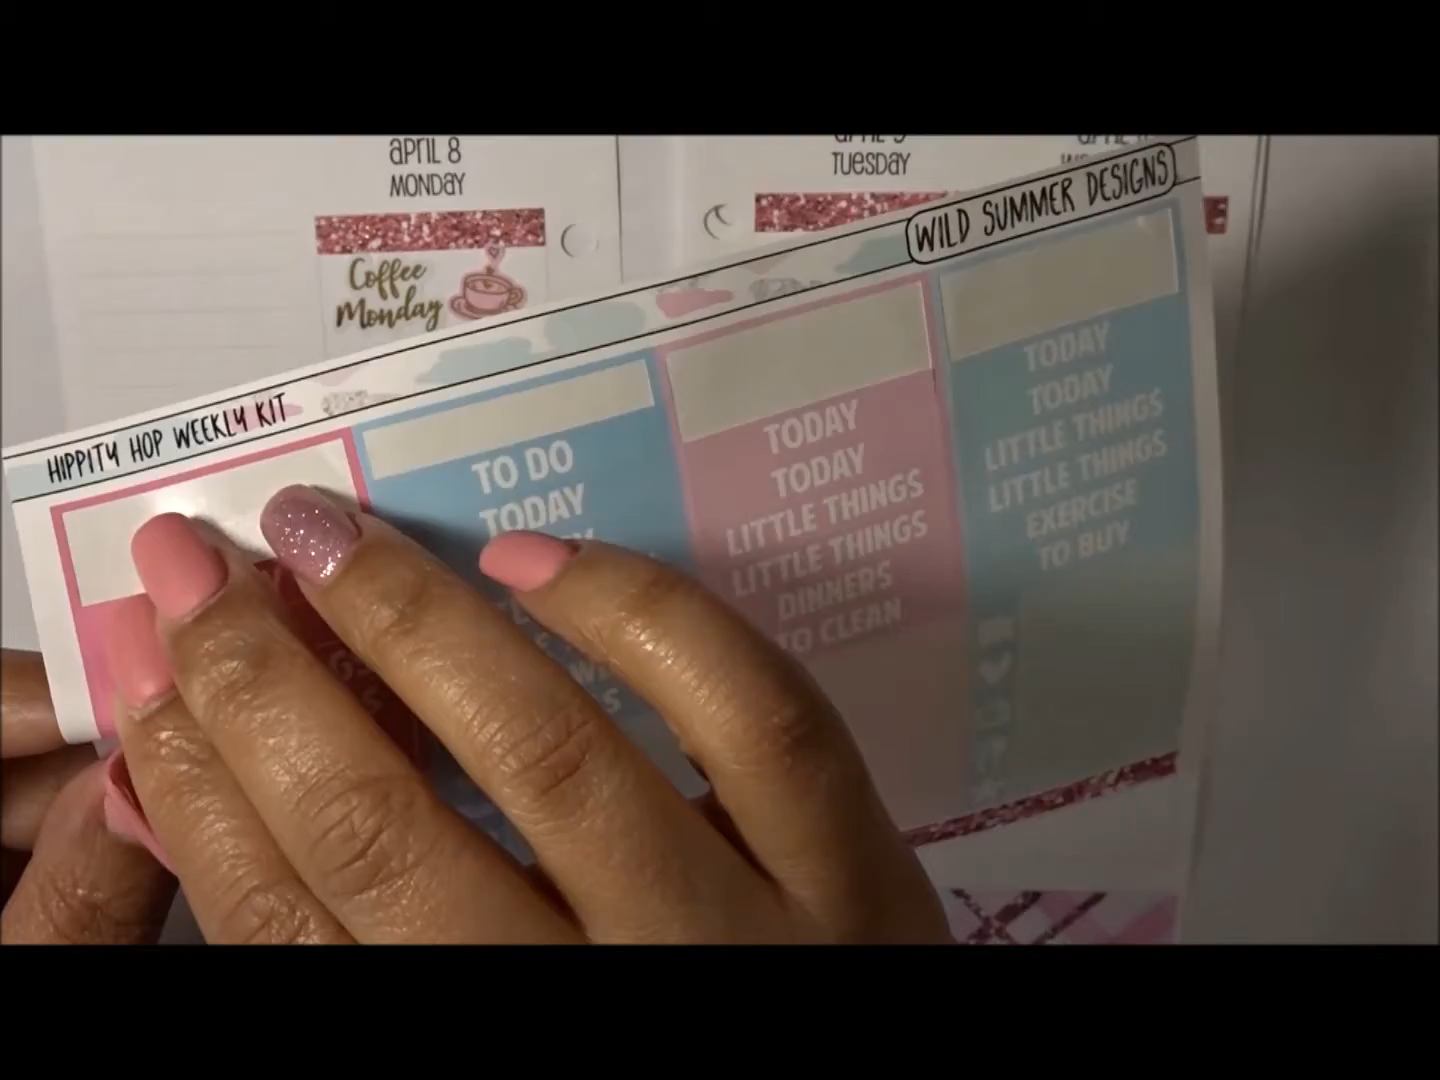 APRIL 8
MONDAY
TUESDAY
Coffee
Monday
WILD SUMMER DESIGNS
HIPPITY HOP WEEKLY KIT
TO DO
TODAY
TODAY
TODAY
LITTLE THINGS
LITTLE THINGS
DINNERS
TO CLEAN
TODAY
TODAY
LITTLE THINGS
LITTLE THINGS
EXERCISE
TO BUY